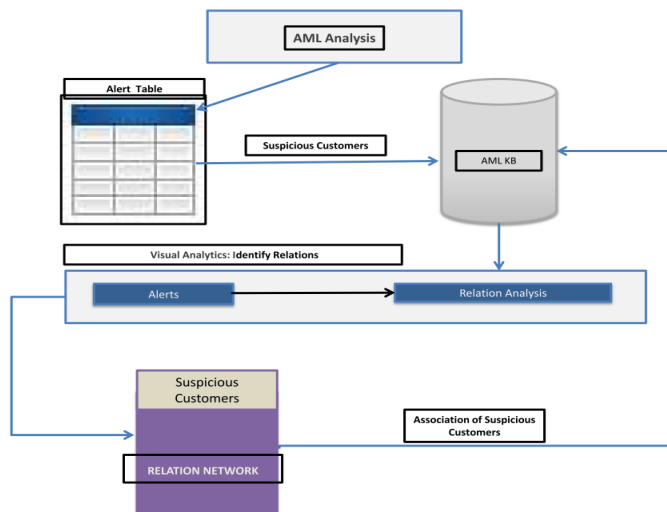 AML Analysis
Alert Table
Suspicious Customers
AML KB
Visual Analytics: Identify Relations
Alerts
Relation Analysis
Suspicious
Customers
Association of Suspicious
Customers
RELATION NETWORK